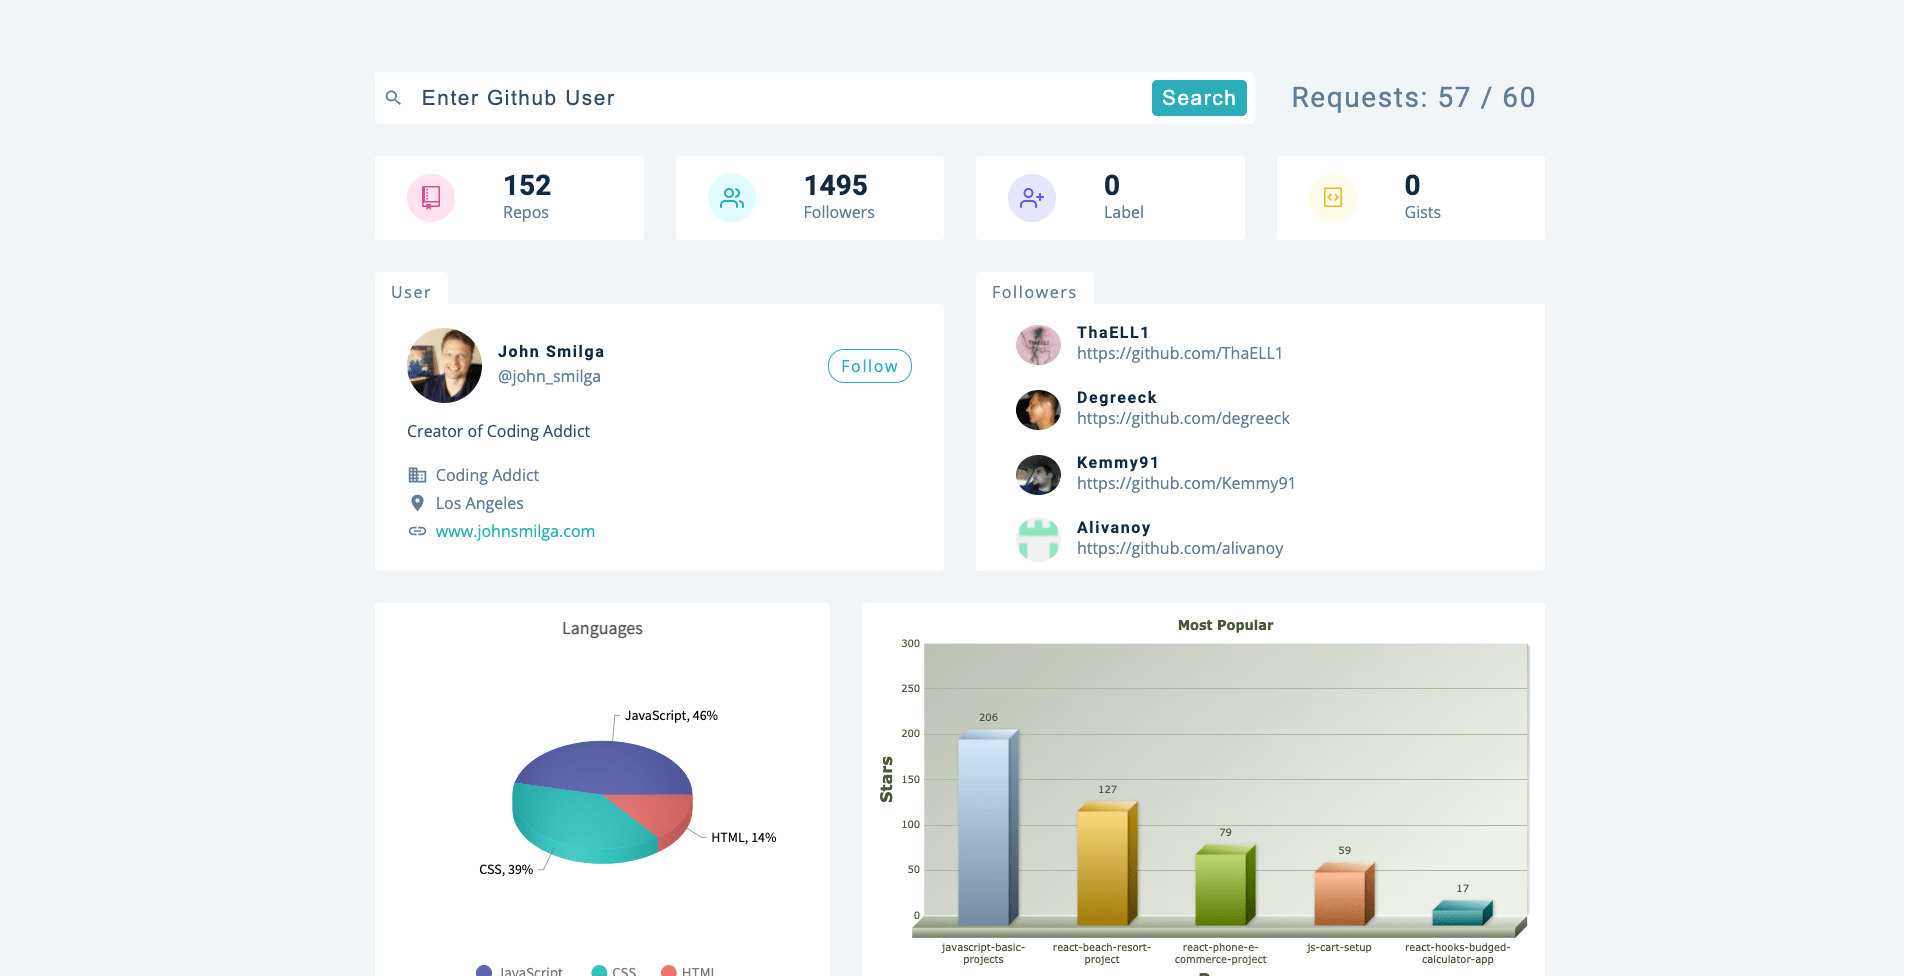 Enter Github User
Search
Requests: 57 / 60
152
Repos
1495
Followers
0
Label
0
Gists
User
John Smilga
@john_smilga
Follow
Creator of Coding Addict
Coding Addict
Los Angeles
www.johnsmilga.com
Followers
ThaELL1
https://github.com/ThaELL1
Degreeck
https://github.com/degreeck
Kemmy91
https://github.com/Kemmy91
Alivanoy
https://github.com/alivanoy
Languages
JavaScript, 46%
HTML, 14%
CSS, 39%
JavaScript
CSS
HTML
Most Popular
Stars
300
250
200
150
100
50
0
206
127
79
59
17
javascript-basic-
projects
react-beach-resort-
project
react-phone-e-
commerce-project
js-cart-setup
react-hooks-budged-
calculator-app